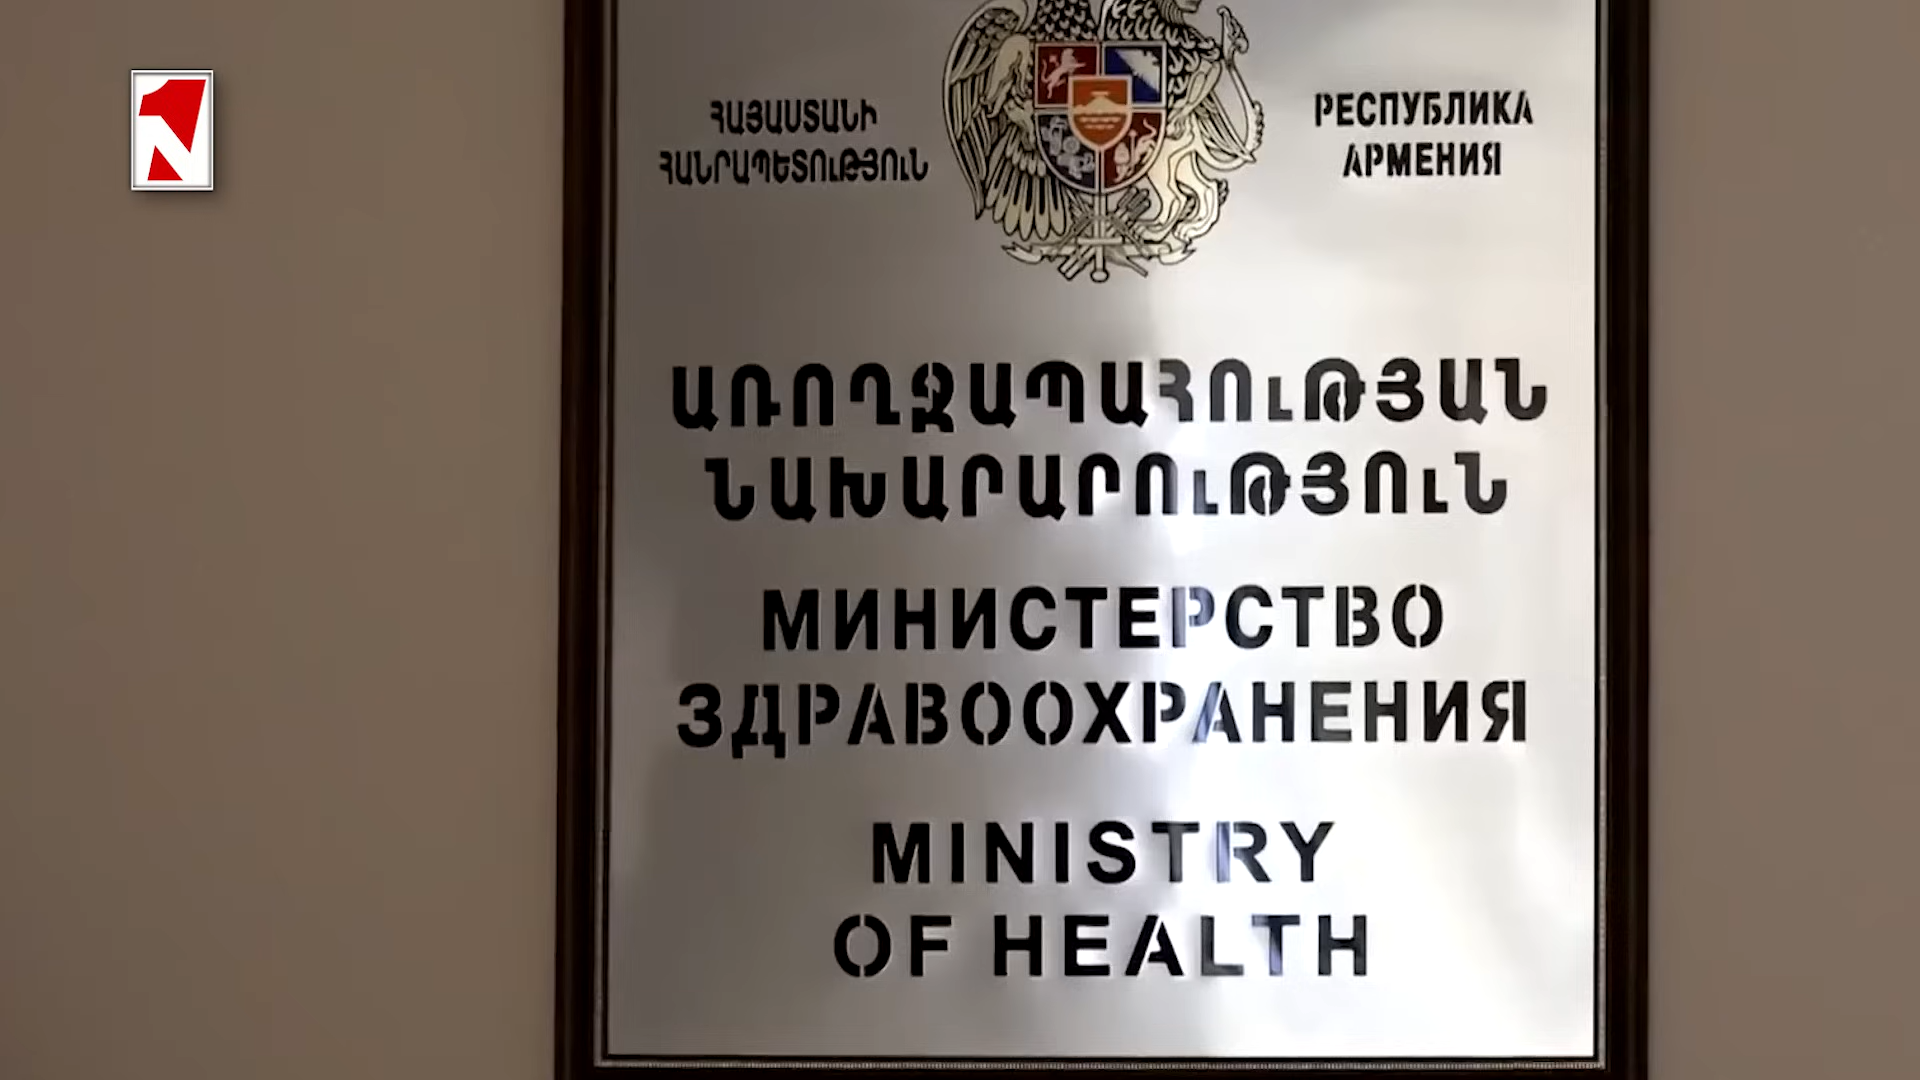 ՀԱՅԱՍՏԱՆԻ
ՀԱՆՐԱՊԵՏՈՒԹՅՈՒՆ
РЕСПУБЛИКА
АРМЕНИЯ
ԱՌՈՂՋԱՊԱՀՈՒԹՅԱՆ
ՆԱԽԱՐԱՐՈՒԹՅՈՒՆ
МИНИСТЕРСТВО
ЗДРАВООХРАНЕНИЯ
MINISTRY
OF HEALTH